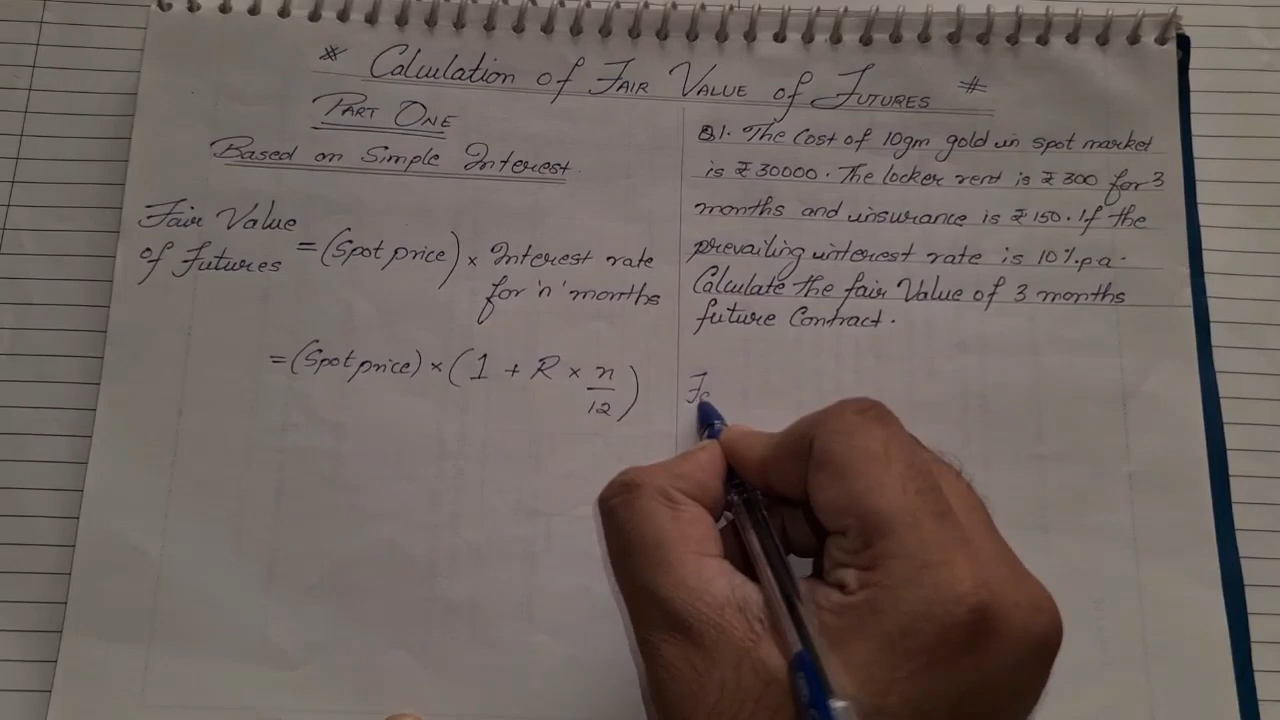 * Calculation of FAIR VALUE of FUTURES *
PART ONE
Based on Simple Interest.
Fair Value
of Futures = (Spot price) × Interest rate
for 'n' months
= (Spot price) × (1 + R × n/12)
Q1. The Cost of 10gm gold in spot market
is ₹30000. The locker rent is ₹300 for 3
months and insurance is ₹150. If the
prevailing interest rate is 10% p.a.
Calculate the fair Value of 3 months
future Contract.
Fa